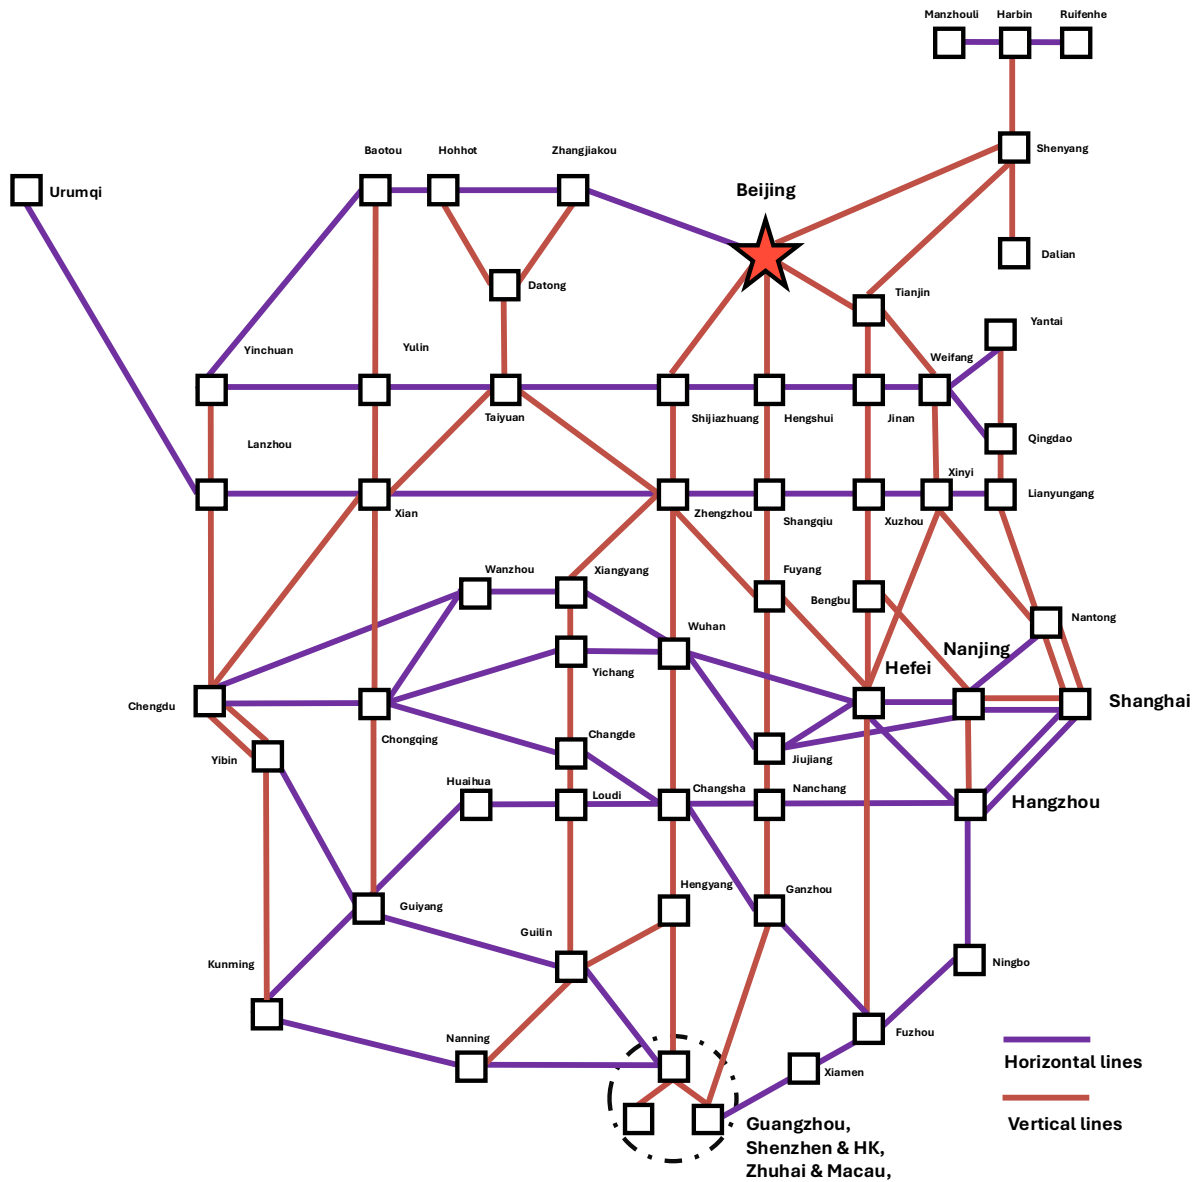 Manzhouli
Harbin
Ruifenhe
Shenyang
Baotou
Hohhot
Zhangjiakou
Urumqi
Beijing
Dalian
Datong
Tianjin
Yantai
Yinchuan
Yulin
Weifang
Taiyuan
Shijiazhuang
Hengshui
Jinan
Qingdao
Lanzhou
Xinyi
Lianyungang
Xian
Zhengzhou
Shangqiu
Xuzhou
Wanzhou
Xiangyang
Fuyang
Bengbu
Nantong
Wuhan
Nanjing
Hefei
Yichang
Shanghai
Chengdu
Chongqing
Changde
Yibin
Jiujiang
Huaihua
Loudi
Changsha
Nanchang
Hangzhou
Hengyang
Ganzhou
Guiyang
Guilin
Kunming
Ningbo
Fuzhou
Nanning
Xiamen
Horizontal lines
Vertical lines
Guangzhou,
Shenzhen & HK,
Zhuhai & Macau,